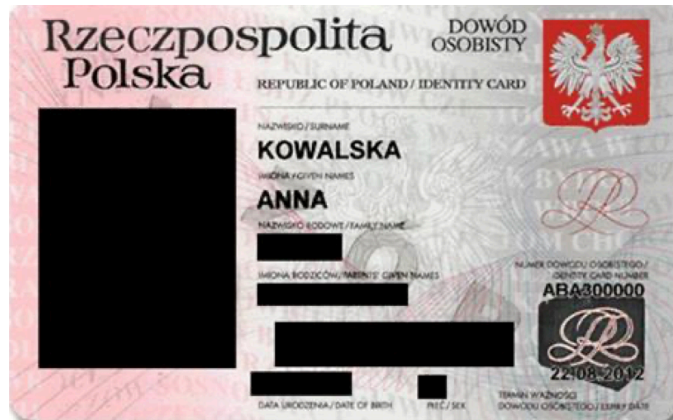 Rzeczpospolita
Polska
DOWÓD
OSOBISTY
REPUBLIC OF POLAND / IDENTITY CARD
NAZWISKO / SURNAME
KOWALSKA
IMIONA / GIVEN NAMES
ANNA
NAZWISKO RODOWE / FAMILY NAME
IMIONA RODZICÓW / PARENTS' GIVEN NAMES
NUMER DOWODU OSOBISTEGO /
IDENTITY CARD NUMBER
ABA300000
22-08-2012
DATA URODZENIA / DATE OF BIRTH
PŁEĆ / SEX
TERMIN WAŻNOŚCI
DOWODU OSOBISTEGO / EXPIRY DATE